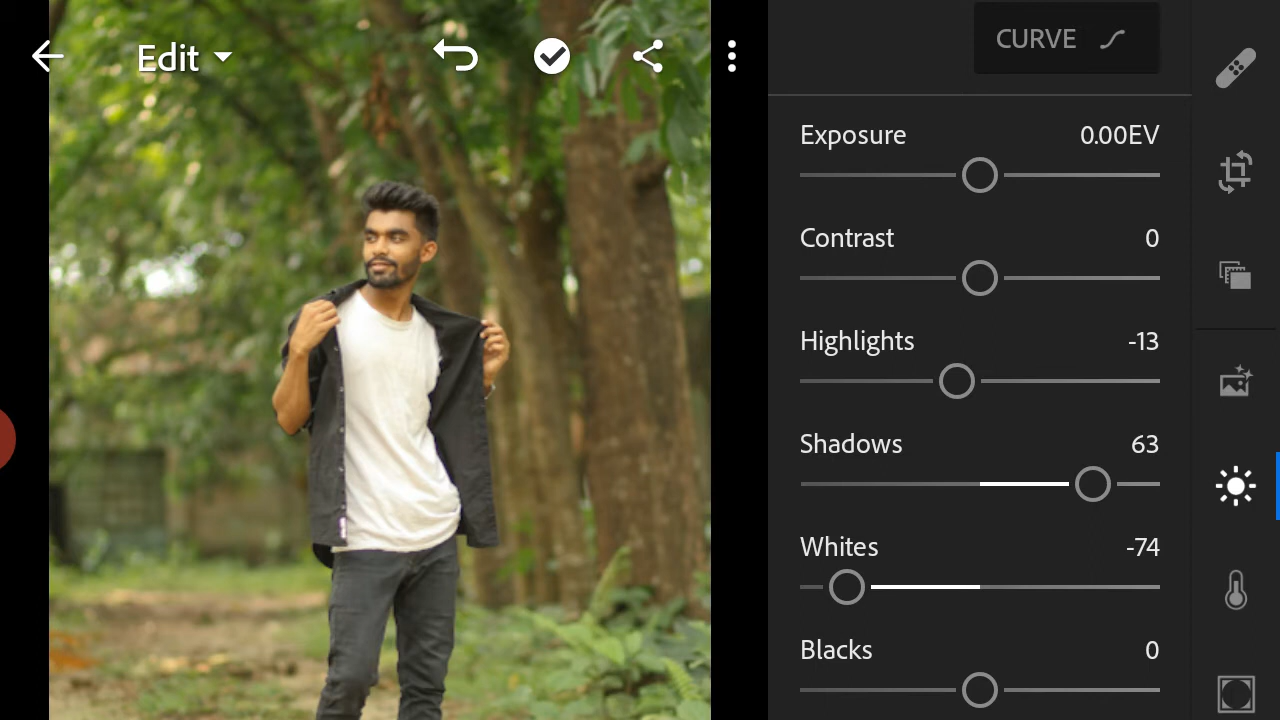 Edit
CURVE
Exposure 0.00EV
Contrast 0
Highlights -13
Shadows 63
Whites -74
Blacks 0